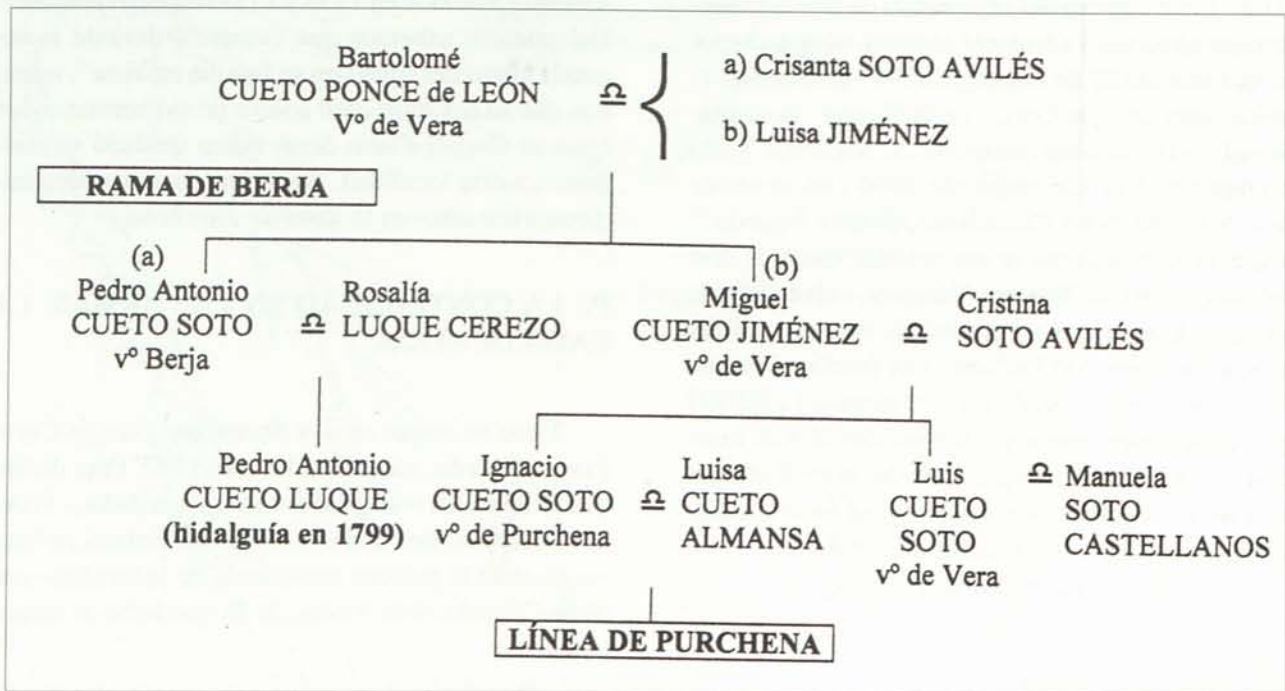 Bartolomé
CUETO PONCE de LEÓN
Vº de Vera
a) Crisanta SOTO AVILÉS
b) Luisa JIMÉNEZ
RAMA DE BERJA
(a)
Pedro Antonio
CUETO SOTO
vº Berja
Rosalía
LUQUE CEREZO
(b)
Miguel
CUETO JIMÉNEZ
vº de Vera
Cristina
SOTO AVILÉS
Pedro Antonio
CUETO LUQUE
(hidalguía en 1799)
Ignacio
CUETO SOTO
vº de Purchena
Luisa
CUETO
ALMANSA
Luis
CUETO
SOTO
vº de Vera
Manuela
SOTO
CASTELLANOS
LÍNEA DE PURCHENA